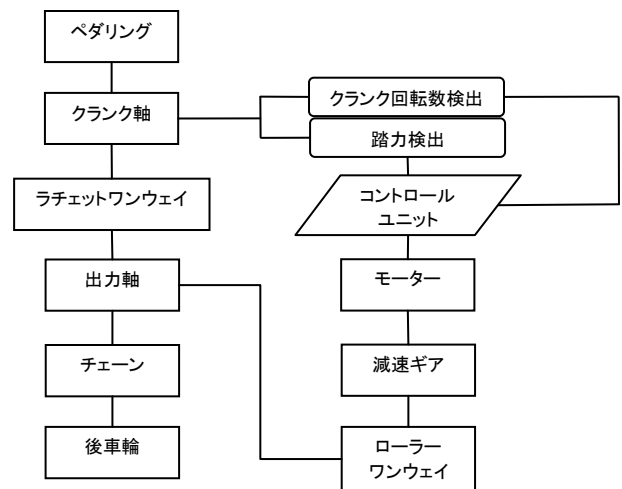 ペダリング
クランク軸
ラチェットワンウェイ
出力軸
チェーン
後車輪
クランク回転数検出
踏力検出
コントロール
ユニット
モーター
減速ギア
ローラー
ワンウェイ